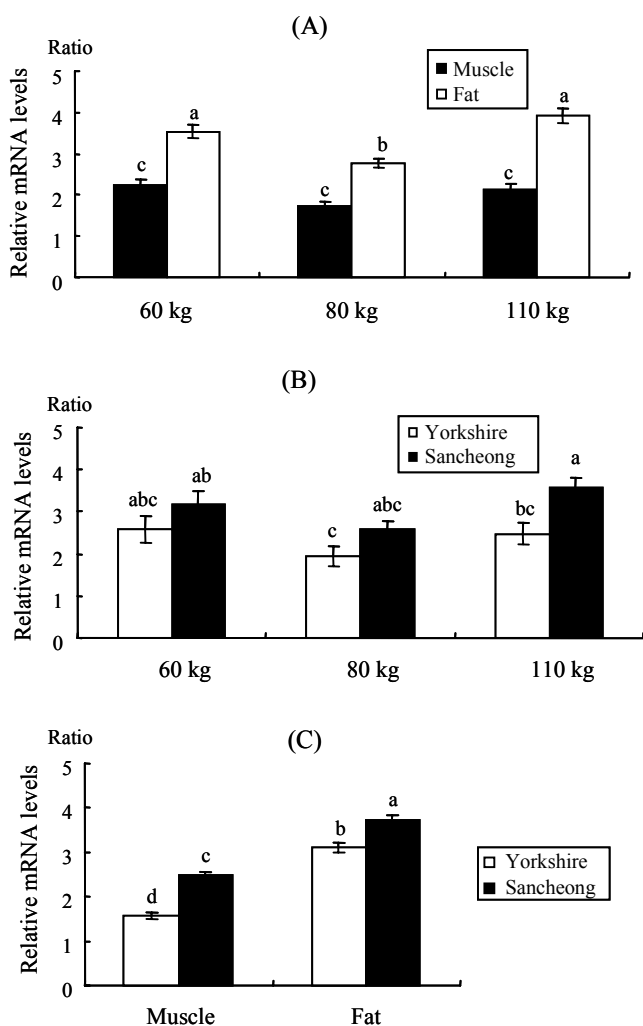 (A)
Ratio
Relative mRNA levels
5
4
3
2
1
0
Muscle
Fat
c a c b c a
60 kg 80 kg 110 kg
(B)
Ratio
Relative mRNA levels
5
4
3
2
1
0
Yorkshire
Sancheong
abc ab c abc bc a
60 kg 80 kg 110 kg
(C)
Ratio
Relative mRNA levels
5
4
3
2
1
0
d c b a
Yorkshire
Sancheong
Muscle Fat